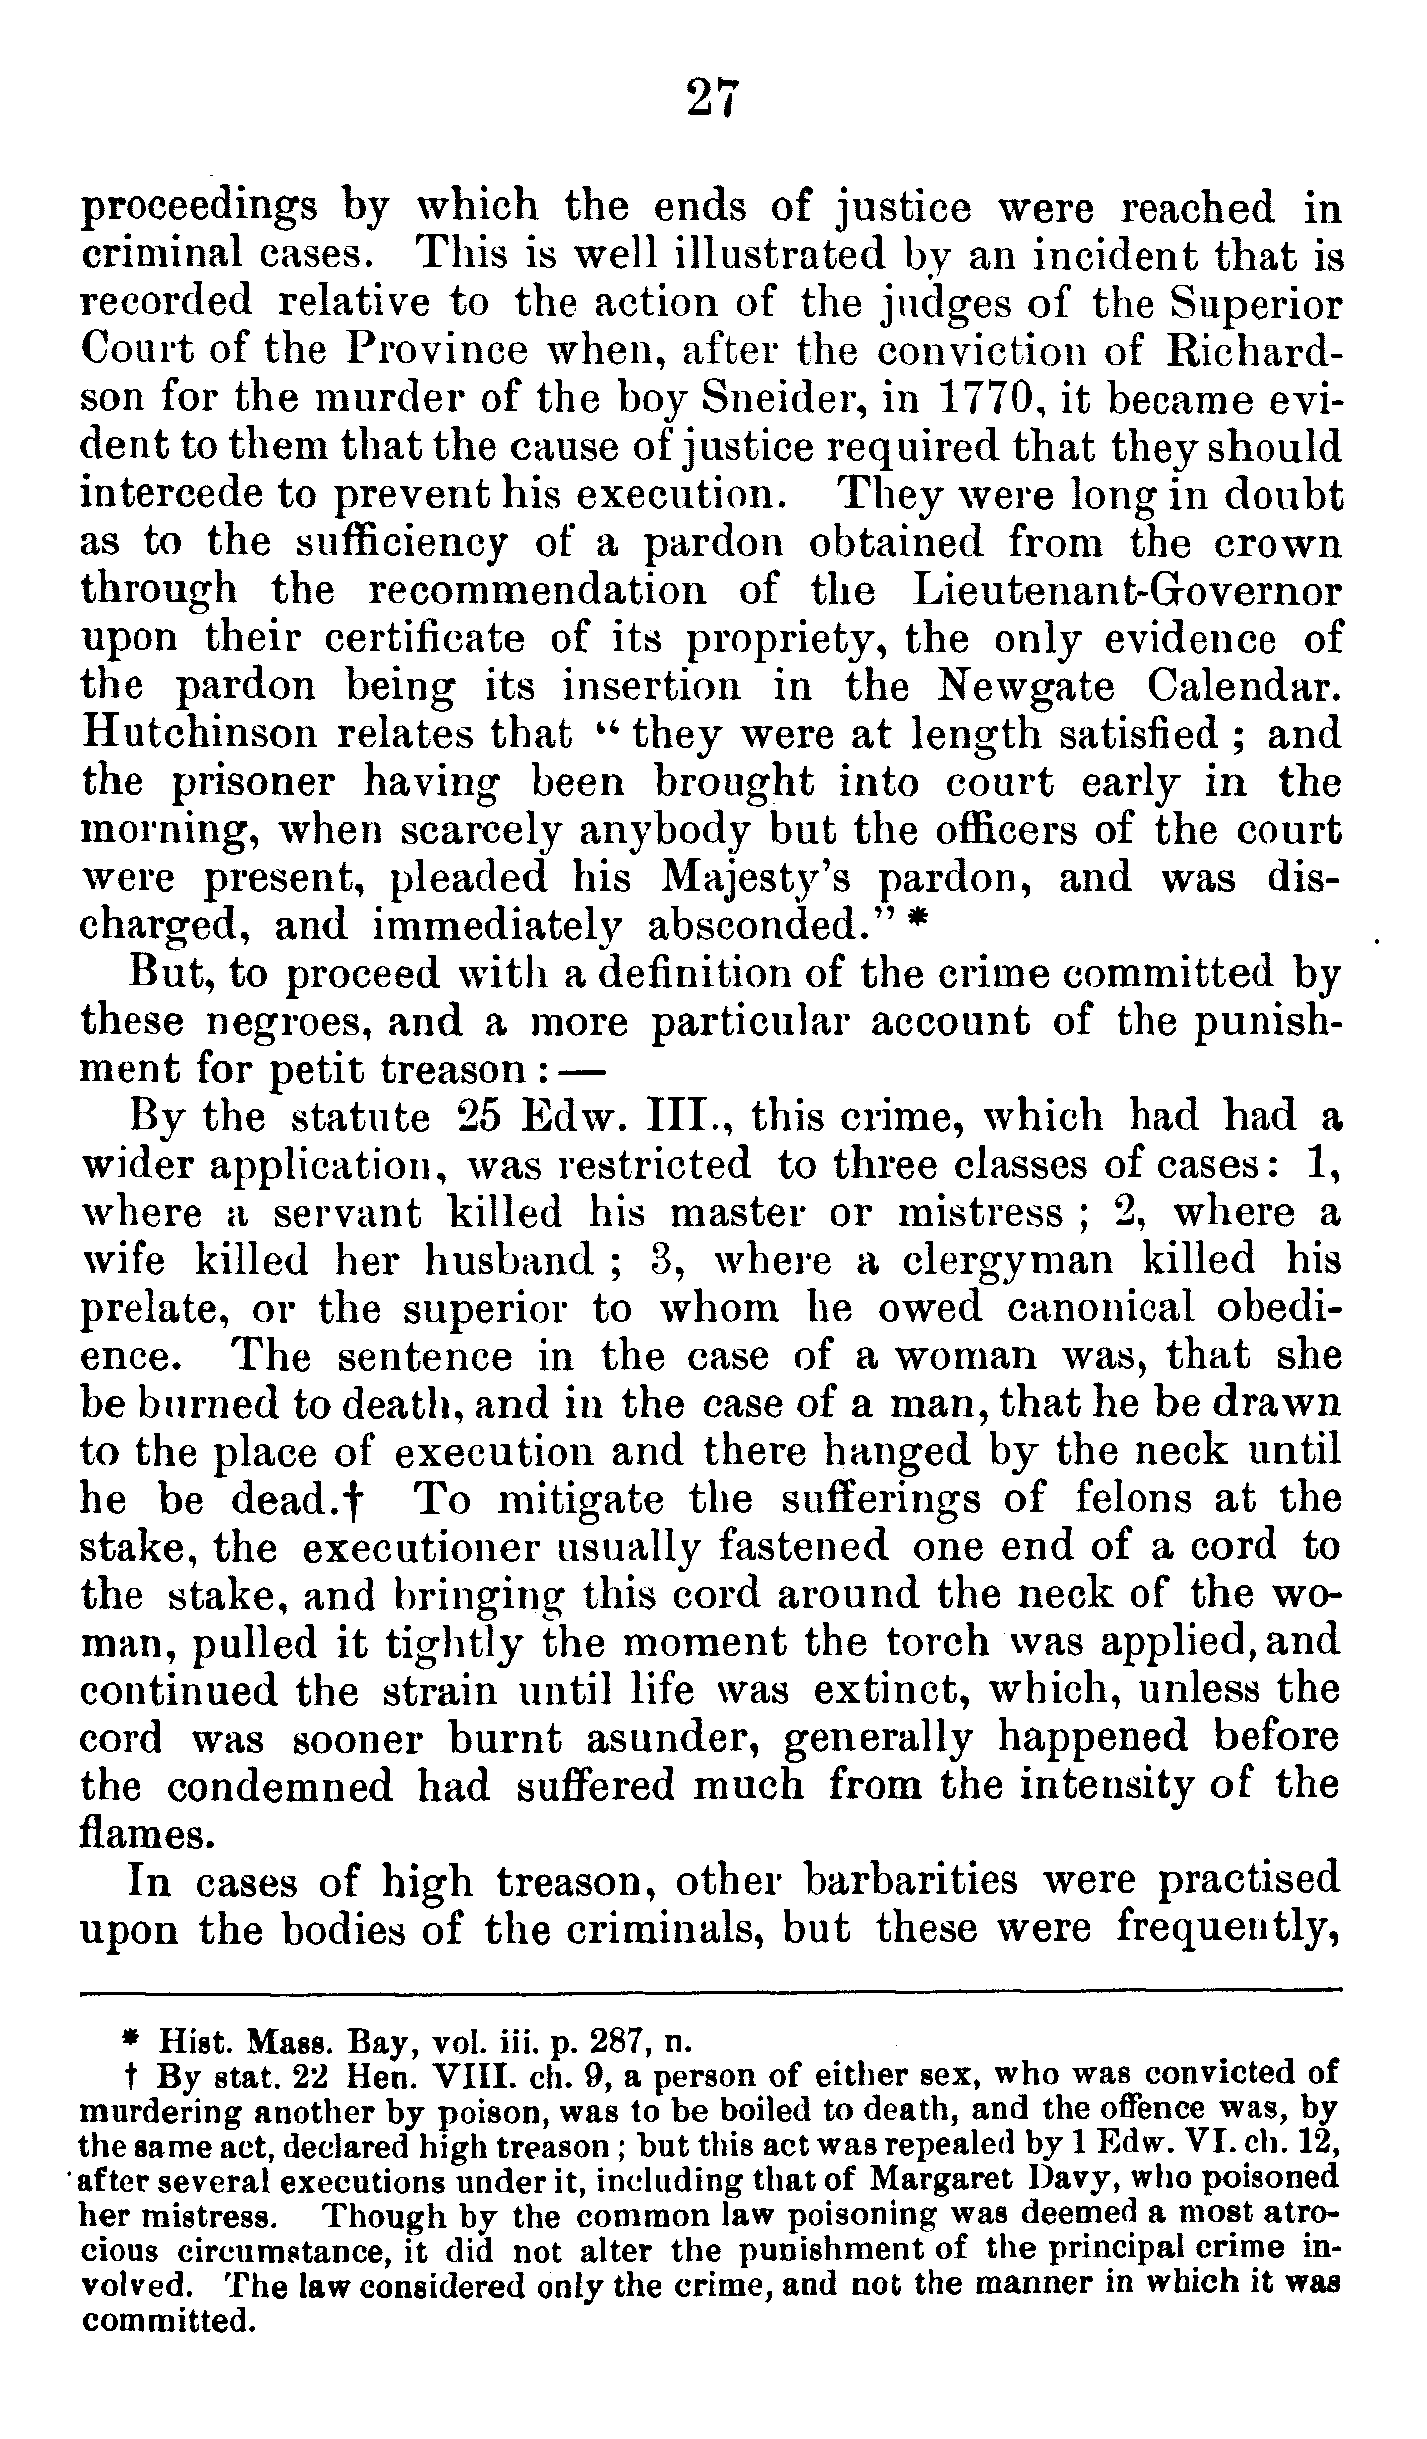 27
proceedings by which the ends of justice were reached in
criminal cases. This is well illustrated by an incident that is
recorded relative to the action of the judges of the Superior
Court of the Province when, after the conviction of Richard-
son for the murder of the boy Sneider, in 1770, it became evi-
dent to them that the cause of justice required that they should
intercede to prevent his execution. They were long in doubt
as to the sufficiency of a pardon obtained from the crown
through the recommendation of the Lieutenant-Governor
upon their certificate of its propriety, the only evidence of
the pardon being its insertion in the Newgate Calendar.
Hutchinson relates that “ they were at length satisfied ; and
the prisoner having been brought into court early in the
morning, when scarcely anybody but the officers of the court
were present, pleaded his Majesty's pardon, and was dis-
charged, and immediately absconded.” *
But, to proceed with a definition of the crime committed by
these negroes, and a more particular account of the punish-
ment for petit treason : —
By the statute 25 Edw. III., this crime, which had had a
wider application, was restricted to three classes of cases: 1,
where a servant killed his master or mistress ; 2, where a
wife killed her husband ; 3, where a clergyman killed his
prelate, or the superior to whom he owed canonical obedi-
ence. The sentence in the case of a woman was, that she
be burned to death, and in the case of a man, that he be drawn
to the place of execution and there hanged by the neck until
he be dead.† To mitigate the sufferings of felons at the
stake, the executioner usually fastened one end of a cord to
the stake, and bringing this cord around the neck of the wo-
man, pulled it tightly the moment the torch was applied, and
continued the strain until life was extinct, which, unless the
cord was sooner burnt asunder, generally happened before
the condemned had suffered much from the intensity of the
flames.
In cases of high treason, other barbarities were practised
upon the bodies of the criminals, but these were frequently,
* Hist. Mass. Bay, vol. iii. p. 287, n.
† By stat. 22 Hen. VIII. ch. 9, a person of either sex, who was convicted of
murdering another by poison, was to be boiled to death, and the offence was, by
the same act, declared high treason ; but this act was repealed by 1 Edw. VI. ch. 12,
after several executions under it, including that of Margaret Davy, who poisoned
her mistress. Though by the common law poisoning was deemed a most atro-
cious circumstance, it did not alter the punishment of the principal crime in-
volved. The law considered only the crime, and not the manner in which it was
committed.